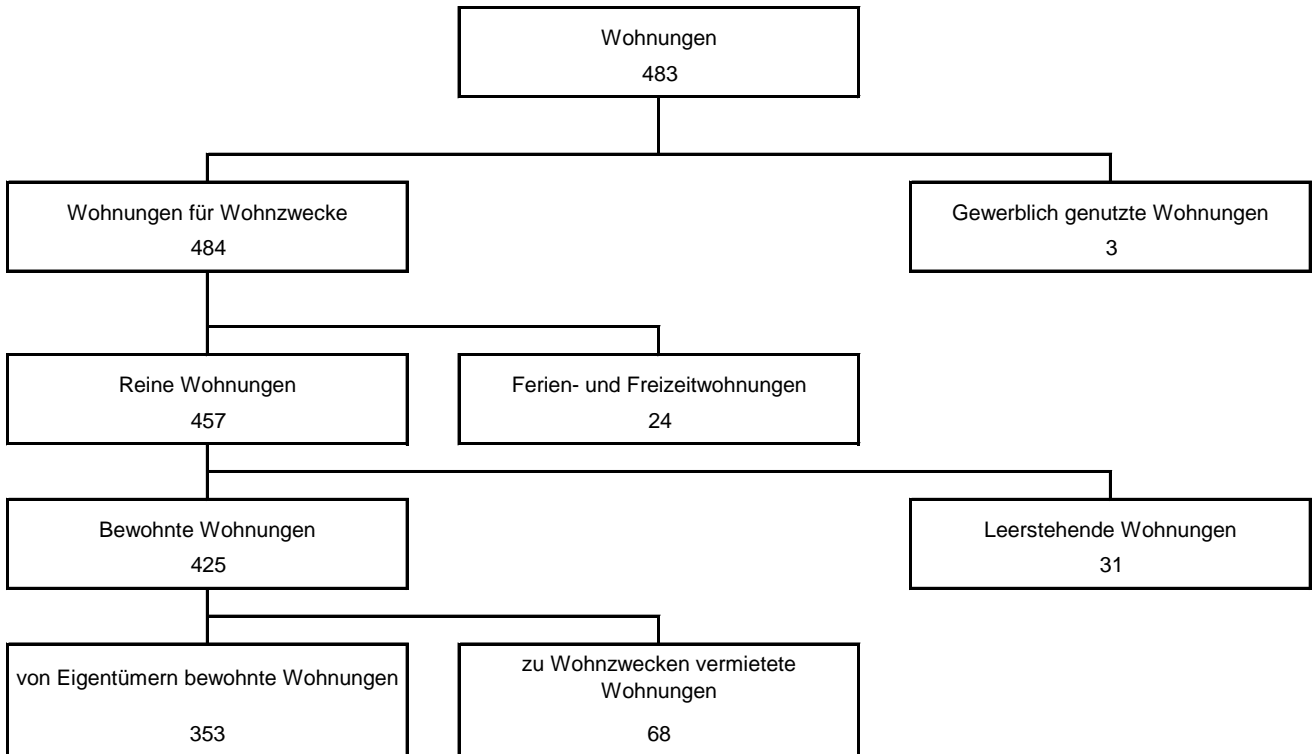 Wohnungen
483
Wohnungen für Wohnzwecke
484
Gewerblich genutzte Wohnungen
3
Reine Wohnungen
457
Ferien- und Freizeitwohnungen
24
Bewohnte Wohnungen
425
Leerstehende Wohnungen
31
von Eigentümern bewohnte Wohnungen
353
zu Wohnzwecken vermietete
Wohnungen
68